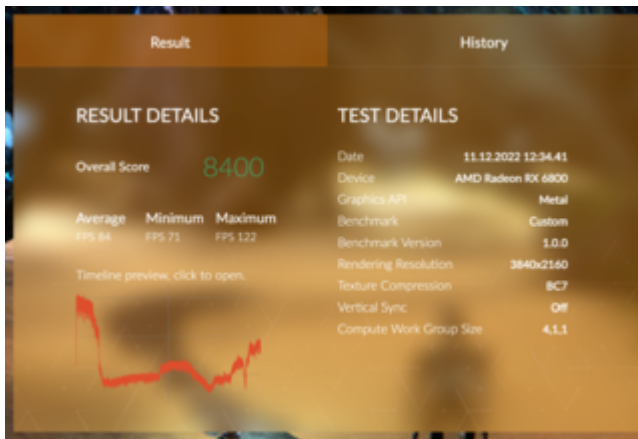 Result
History
RESULT DETAILS
Overall Score 8400
Average Minimum Maximum
FPS 84 FPS 71 FPS 122
Timeline preview, click to open.
TEST DETAILS
Date 11.12.2022 12:34.41
Device AMD Radeon RX 6800
Graphics API Metal
Benchmark Custom
Benchmark Version 1.0.0
Rendering Resolution 3840x2160
Texture Compression BC7
Vertical Sync Off
Compute Work Group Size 4,1,1